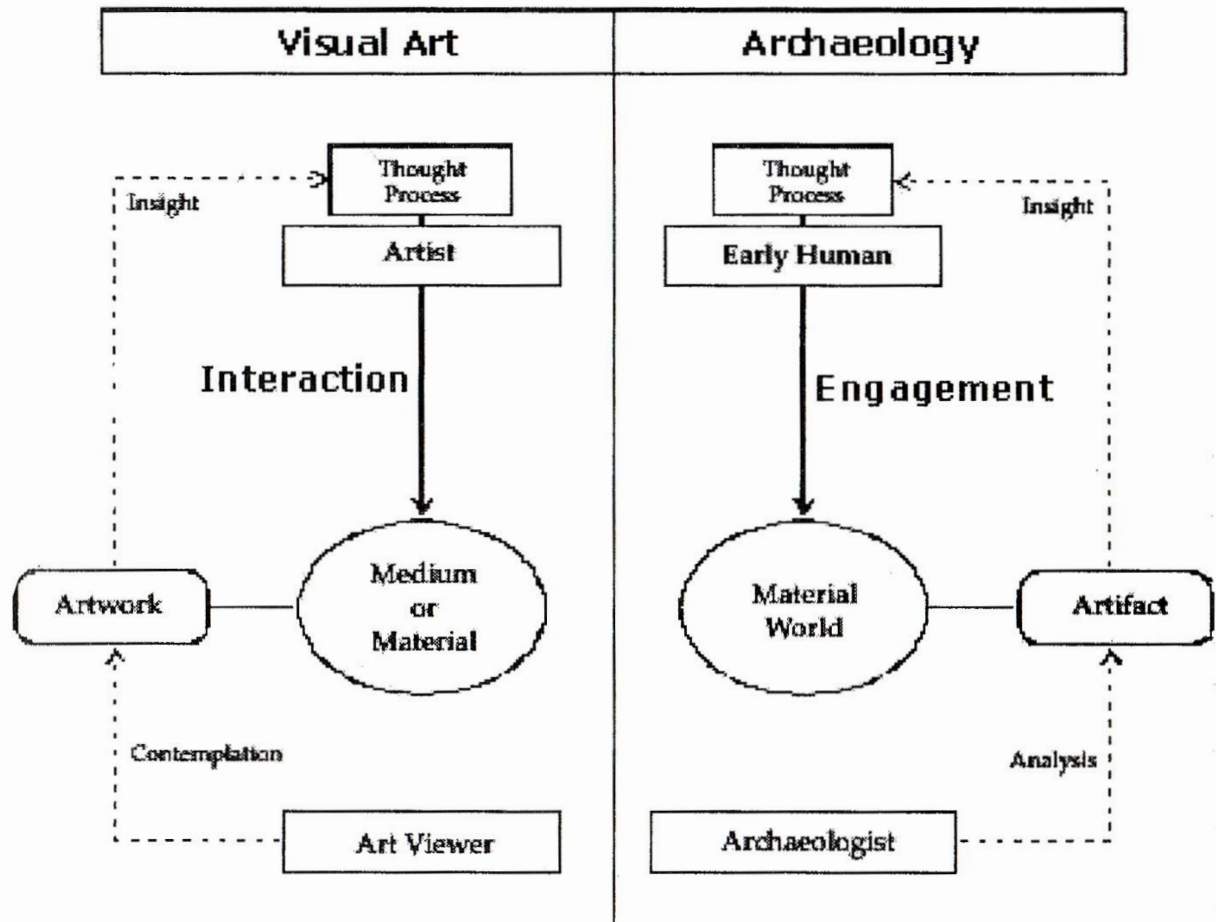 Visual Art
Archaeology
Thought
Process
Insight
Artist
Interaction
Medium
or
Material
Artwork
Contemplation
Art Viewer
Thought
Process
Insight
Early Human
Engagement
Material
World
Artifact
Analysis
Archaeologist